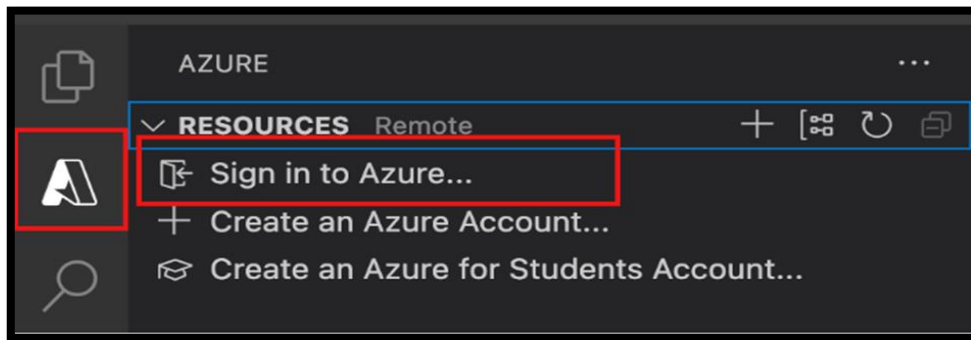 AZURE
RESOURCES Remote
Sign in to Azure...
Create an Azure Account...
Create an Azure for Students Account...